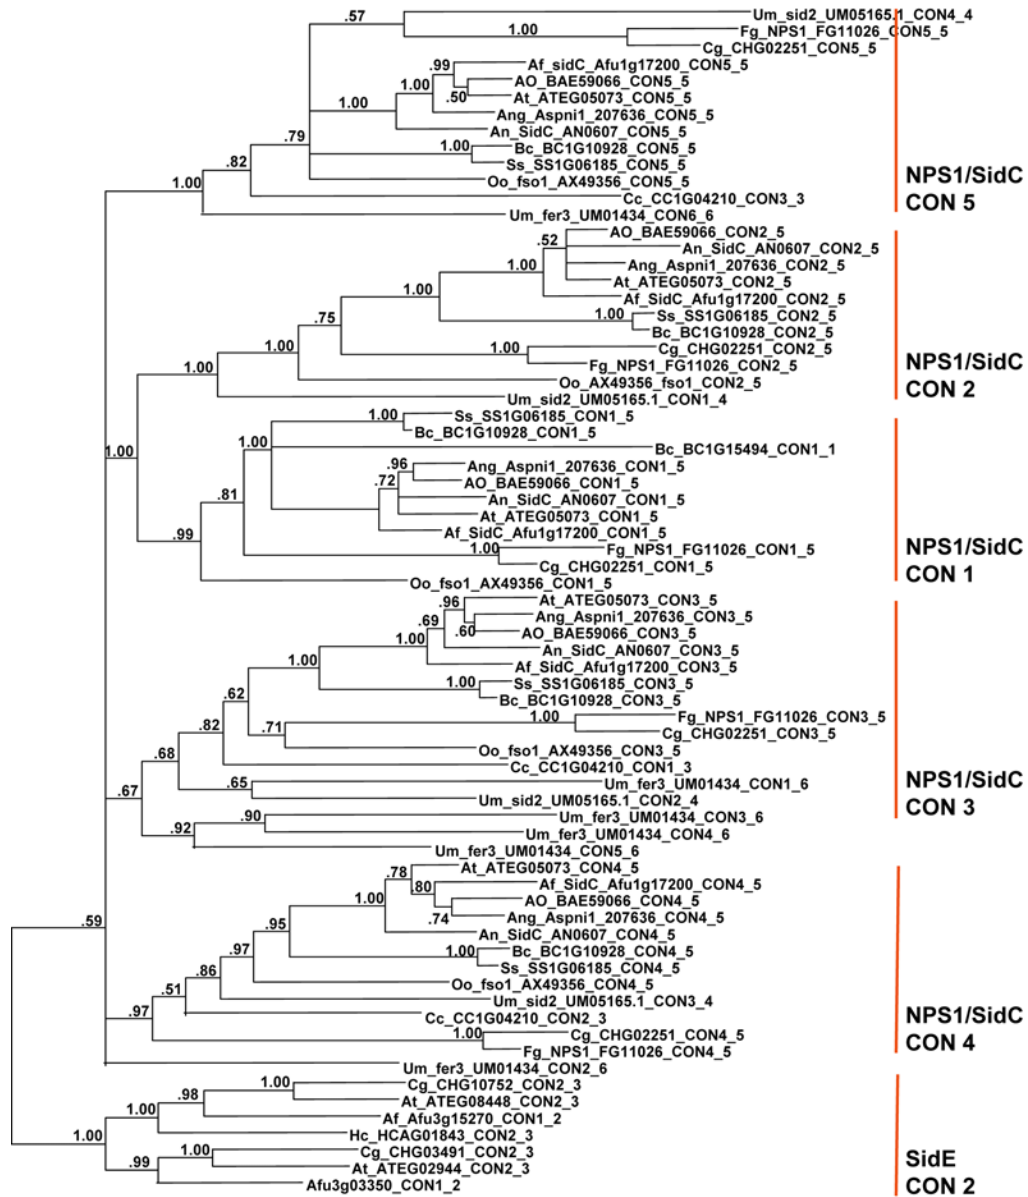 .57
Um_sid2_UM05165.1_CON4_4
1.00
Fg_NPS1_FG11026_CON5_5
Cg_CHG02251_CON5_5
.99
Af_sidC_Afu1g17200_CON5_5
1.00
AO_BAE59066_CON5_5
.50
At_ATEG05073_CON5_5
1.00
Ang_Aspni1_207636_CON5_5
An_SidC_AN0607_CON5_5
.79
1.00
Bc_BC1G10928_CON5_5
Ss_SS1G06185_CON5_5
.82
Oo_fso1_AX49356_CON5_5
1.00
Cc_CC1G04210_CON3_3
Um_fer3_UM01434_CON6_6
NPS1/SidC
CON 5
AO_BAE59066_CON2_5
.52
An_SidC_AN0607_CON2_5
1.00
Ang_Aspni1_207636_CON2_5
At_ATEG05073_CON2_5
1.00
Af_SidC_Afu1g17200_CON2_5
1.00
Ss_SS1G06185_CON2_5
.75
Bc_BC1G10928_CON2_5
1.00
1.00
Cg_CHG02251_CON2_5
Fg_NPS1_FG11026_CON2_5
1.00
Oo_AX49356_fso1_CON2_5
Um_sid2_UM05165.1_CON1_4
NPS1/SidC
CON 2
1.00
Ss_SS1G06185_CON1_5
Bc_BC1G10928_CON1_5
1.00
Bc_BC1G15494_CON1_1
1.00
.96
Ang_Aspni1_207636_CON1_5
.72
AO_BAE59066_CON1_5
.81
An_SidC_AN0607_CON1_5
At_ATEG05073_CON1_5
.99
Af_SidC_Afu1g17200_CON1_5
1.00
Fg_NPS1_FG11026_CON1_5
Cg_CHG02251_CON1_5
Oo_fso1_AX49356_CON1_5
NPS1/SidC
CON 1
.96
At_ATEG05073_CON3_5
.69
Ang_Aspni1_207636_CON3_5
.60
AO_BAE59066_CON3_5
1.00
An_SidC_AN0607_CON3_5
1.00
Af_SidC_Afu1g17200_CON3_5
1.00
Ss_SS1G06185_CON3_5
.62
Bc_BC1G10928_CON3_5
1.00
Fg_NPS1_FG11026_CON3_5
.82
.71
Cg_CHG02251_CON3_5
Oo_fso1_AX49356_CON3_5
.68
Cc_CC1G04210_CON1_3
.65
Um_fer3_UM01434_CON1_6
.67
Um_sid2_UM05165.1_CON2_4
.90
Um_fer3_UM01434_CON3_6
.92
Um_fer3_UM01434_CON4_6
Um_fer3_UM01434_CON5_6
NPS1/SidC
CON 3
.78
At_ATEG05073_CON4_5
.80
Af_SidC_Afu1g17200_CON4_5
1.00
AO_BAE59066_CON4_5
.74
Ang_Aspni1_207636_CON4_5
.59
.95
An_SidC_AN0607_CON4_5
.97
1.00
Bc_BC1G10928_CON4_5
Ss_SS1G06185_CON4_5
.86
Oo_fso1_AX49356_CON4_5
.51
Um_sid2_UM05165.1_CON3_4
.97
Cc_CC1G04210_CON2_3
1.00
Cg_CHG02251_CON4_5
Fg_NPS1_FG11026_CON4_5
NPS1/SidC
CON 4
Um_fer3_UM01434_CON2_6
1.00
Cg_CHG10752_CON2_3
.98
At_ATEG08448_CON2_3
1.00
Af_Afu3g15270_CON1_2
1.00
Hc_HCAG01843_CON2_3
1.00
Cg_CHG03491_CON2_3
.99
At_ATEG02944_CON2_3
Afu3g03350_CON1_2
SidE
CON 2